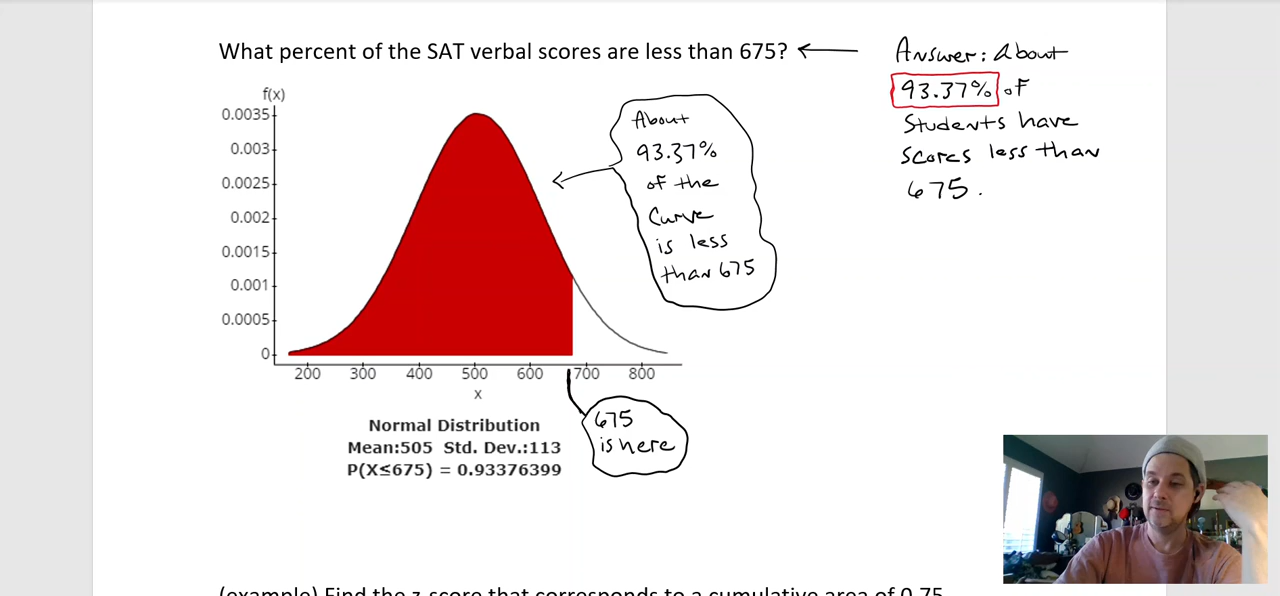 What percent of the SAT verbal scores are less than 675?
Answer: About
93.37% of
Students have
scores less than
675.
f(x)
0.0035
0.003
0.0025
0.002
0.0015
0.001
0.0005
0
200 300 400 500 600 700 800
x
About
93.37%
of the
Curve
is less
than 675
675
is here
Normal Distribution
Mean:505 Std. Dev.:113
P(X≤675) = 0.93376399
(example) Find the z-score that corresponds to a cumulative area of 0.75